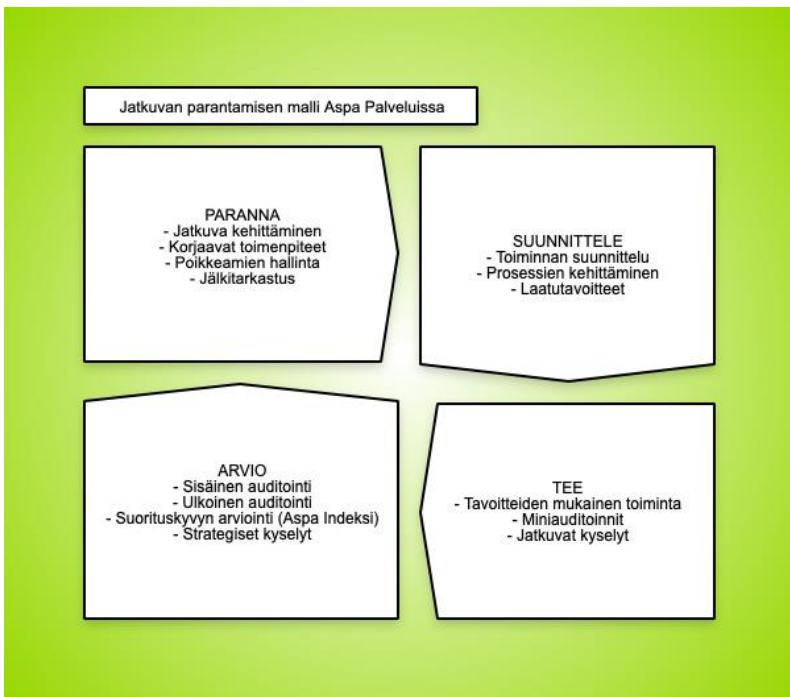 Jatkuvan parantamisen malli Aspa Palveluissa
PARANNA
- Jatkuva kehittäminen
- Korjaavat toimenpiteet
- Poikkeamien hallinta
- Jälkitarkastus
SUUNNITTELE
- Toiminnan suunnittelu
- Prosessien kehittäminen
- Laatutavoitteet
ARVIO
- Sisäinen auditointi
- Ulkoinen auditointi
- Suorituskyvyn arviointi (Aspa Indeksi)
- Strategiset kyselyt
TEE
- Tavoitteiden mukainen toiminta
- Miniauditoinnit
- Jatkuvat kyselyt